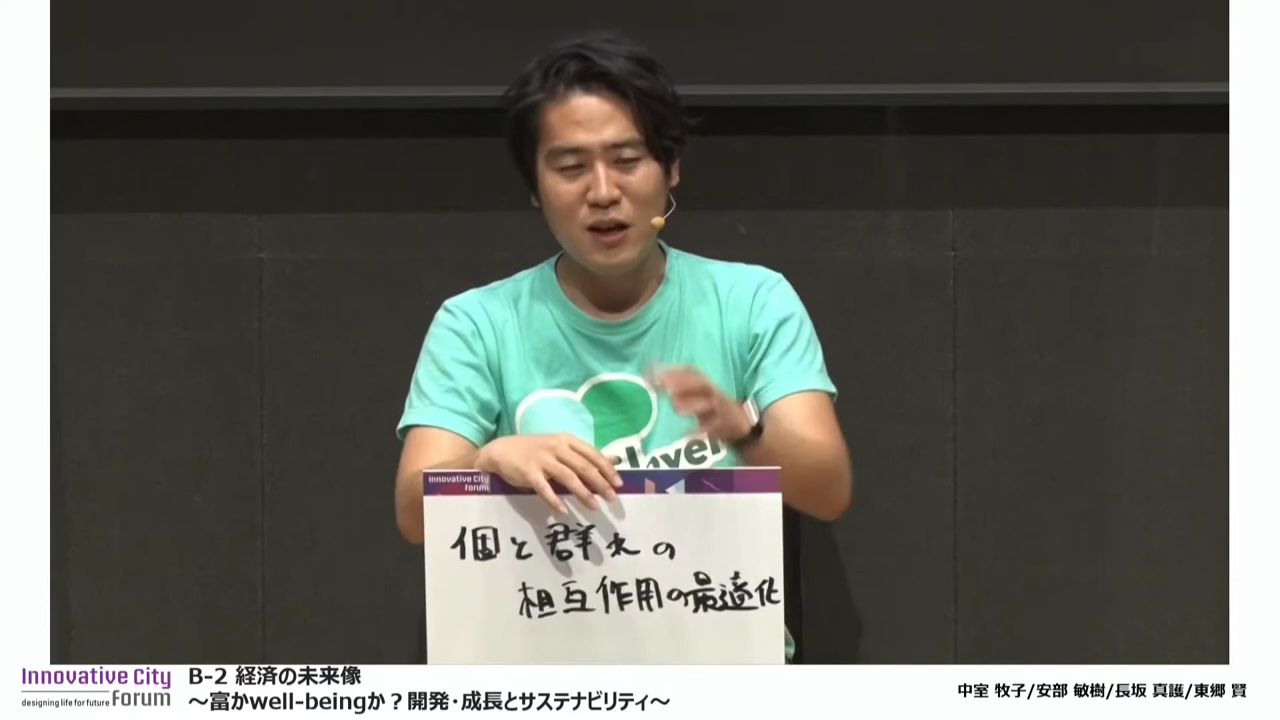 Innovative City
Forum
個と群れの
相互作用の最適化
Innovative City
designing life for future Forum
B-2 経済の未来像
～富かwell-beingか？開発・成長とサステナビリティ～
中室 牧子/安部 敏樹/長坂 真護/東郷 賢